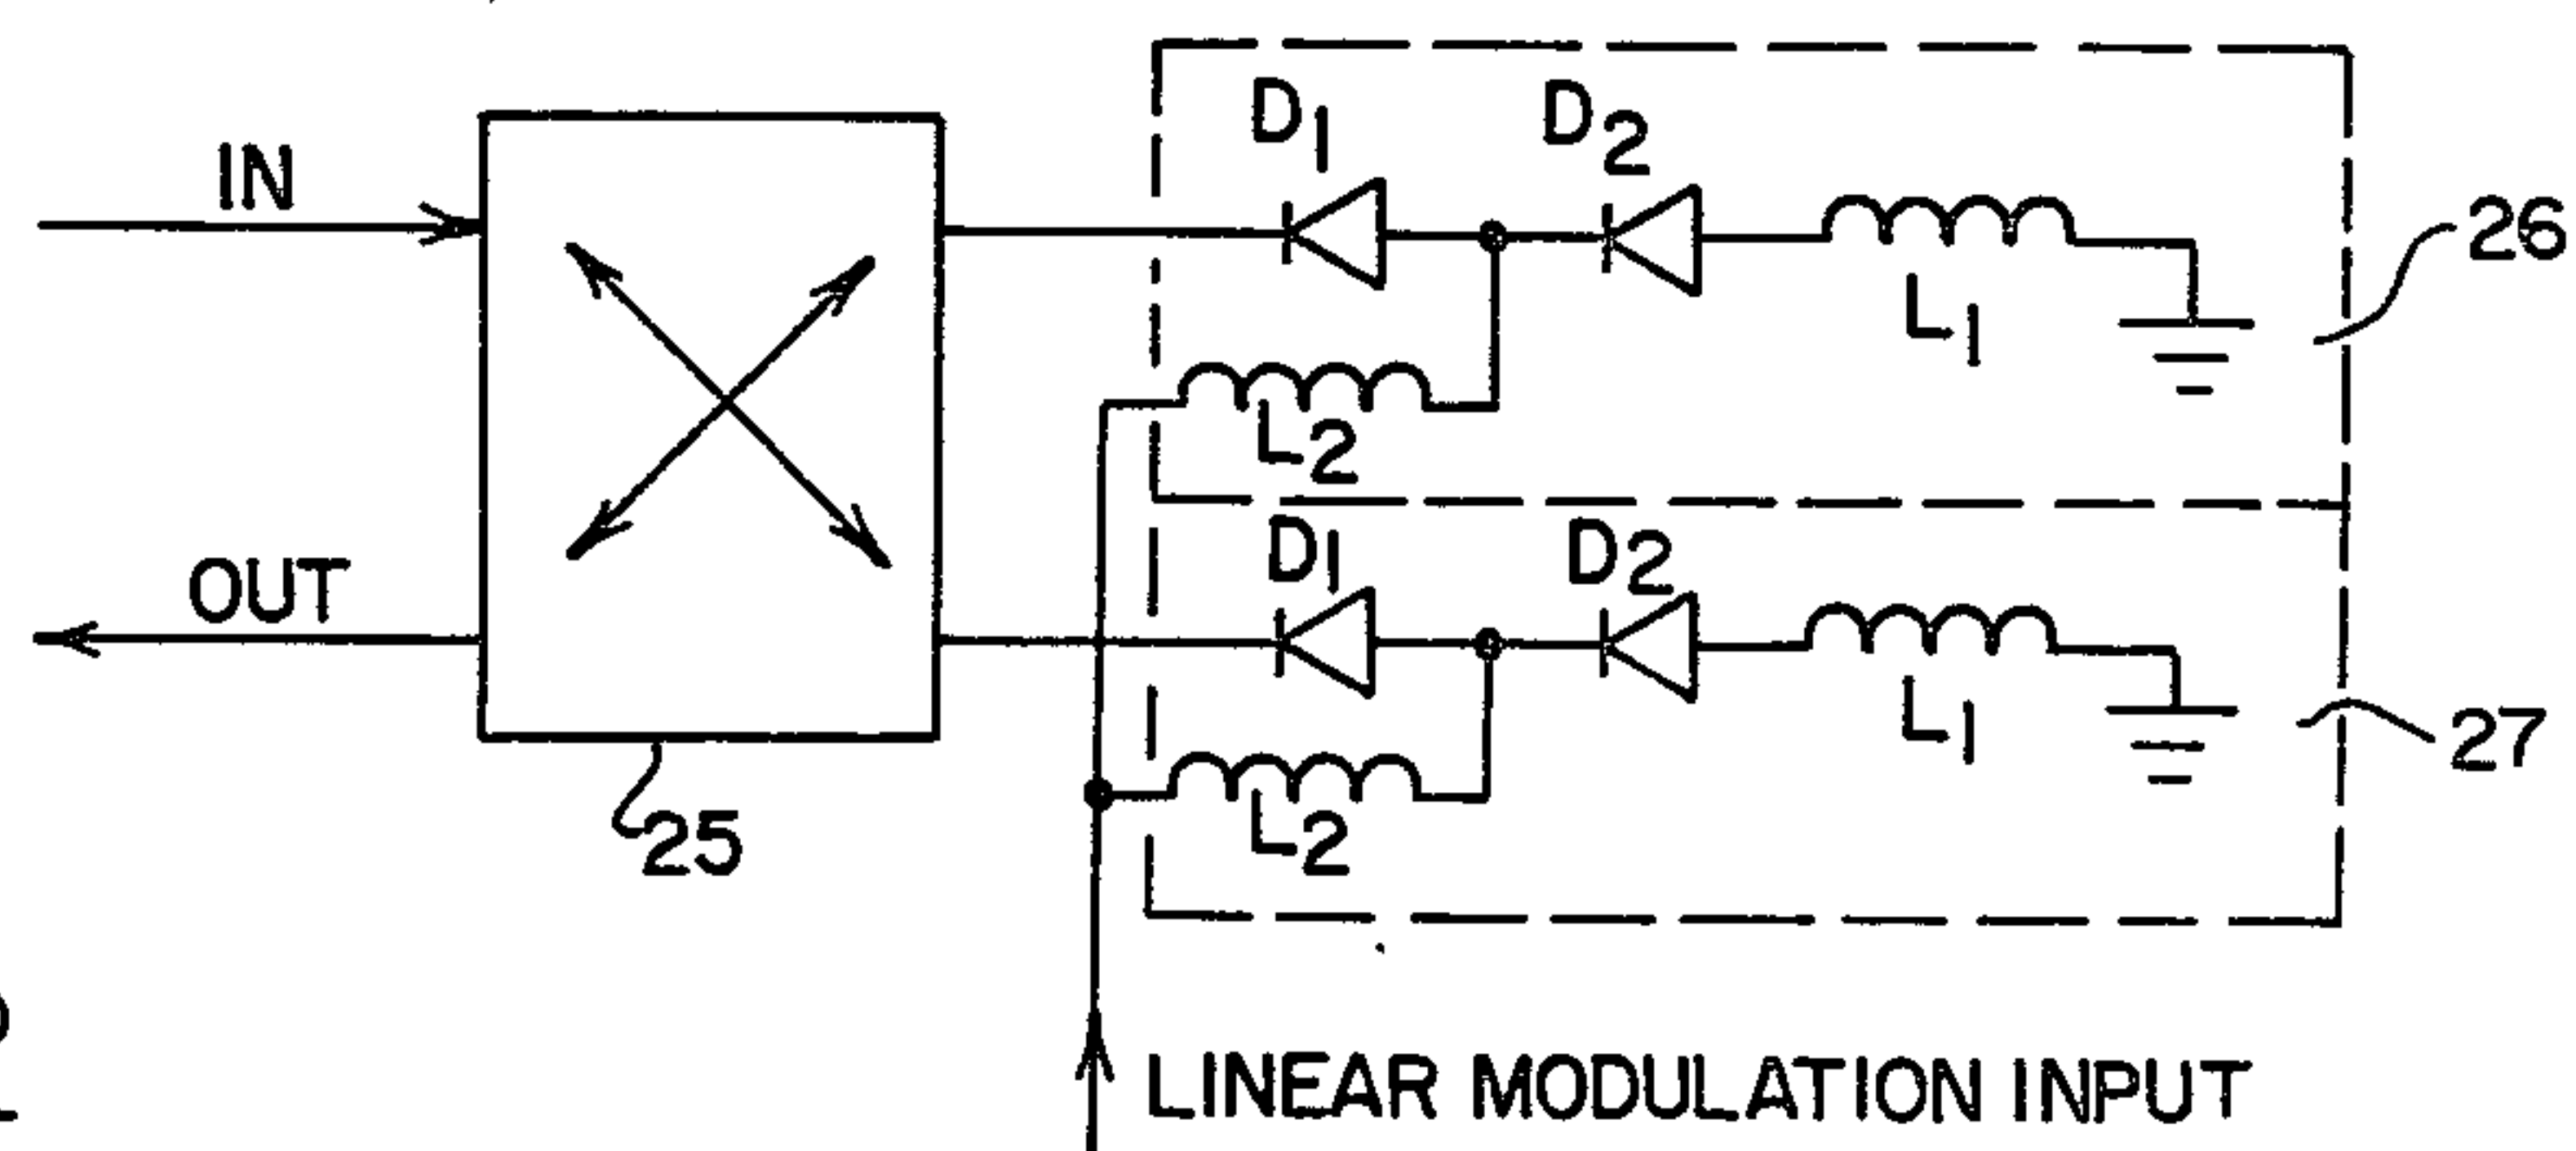 IN
D1
D2
26
L1
L2
OUT
D1
D2
L1
27
L2
25
LINEAR MODULATION INPUT